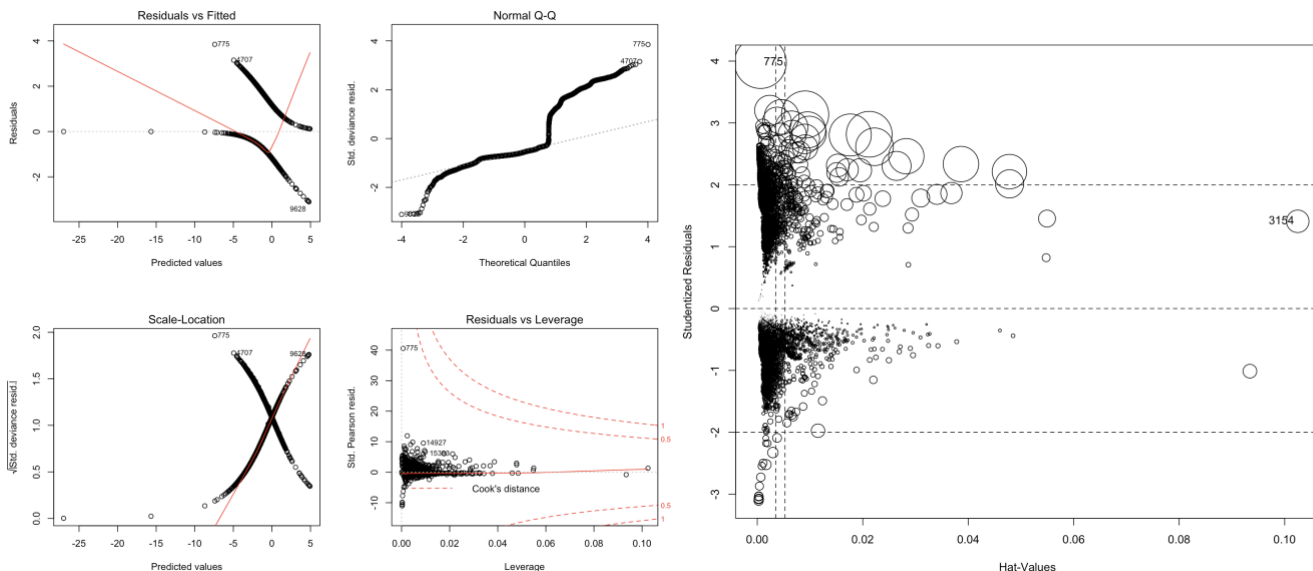 Residuals vs Fitted
Residuals
4
2
0
-2
775
4707
9628
-25 -20 -15 -10 -5 0 5
Predicted values
Normal Q-Q
Std. deviance resid.
4
2
0
-2
775
4707
-4 -2 0 2 4
Theoretical Quantiles
Scale-Location
√|Std. deviance resid.|
2.0
1.5
1.0
0.5
0.0
775
4707
9628
-25 -20 -15 -10 -5 0 5
Predicted values
Residuals vs Leverage
Std. Pearson resid.
40
30
20
10
0
-10
775
14927
Cook's distance
1
0.5
0.5
1
0.00 0.02 0.04 0.06 0.08 0.10
Leverage
Studentized Residuals
4
3
2
1
0
-1
-2
-3
775
3154
0.00 0.02 0.04 0.06 0.08 0.10
Hat-Values